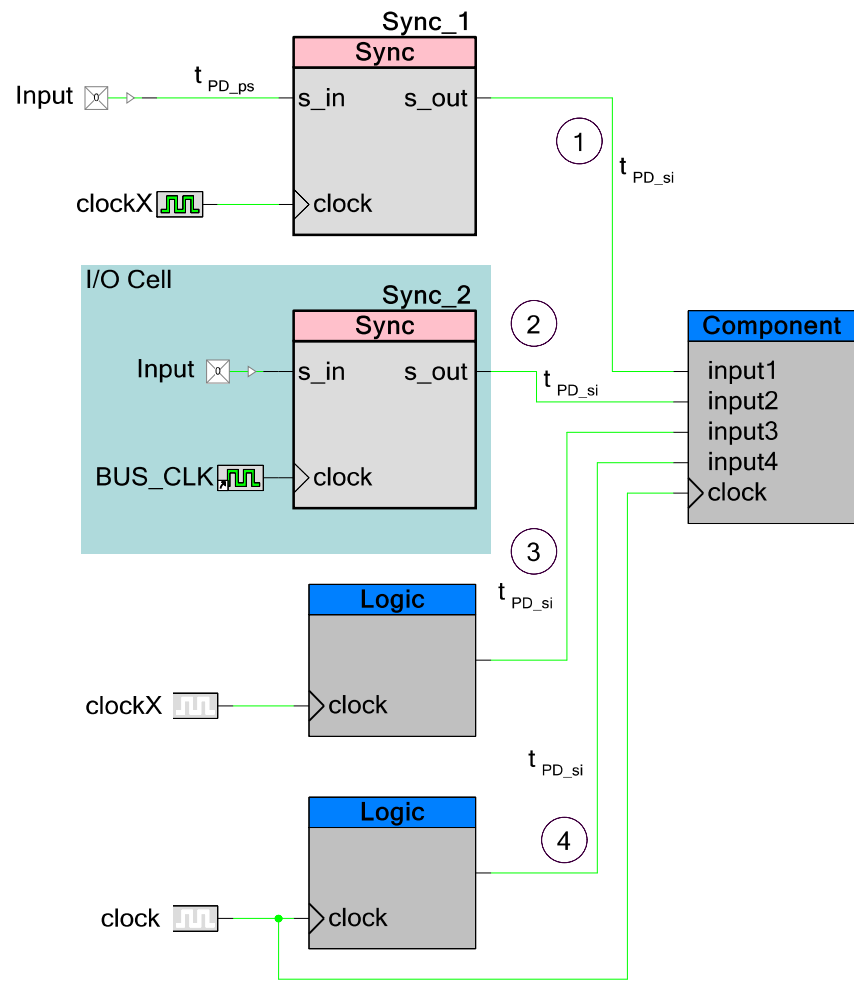 Sync_1
Sync
Input
t PD_ps
s_in
s_out
1
t PD_si
clockX
clock
I/O Cell
Sync_2
Sync
2
Component
Input
s_in
s_out
t PD_si
input1
input2
input3
input4
clock
BUS_CLK
clock
3
t PD_si
Logic
clockX
clock
t PD_si
Logic
4
clock
clock